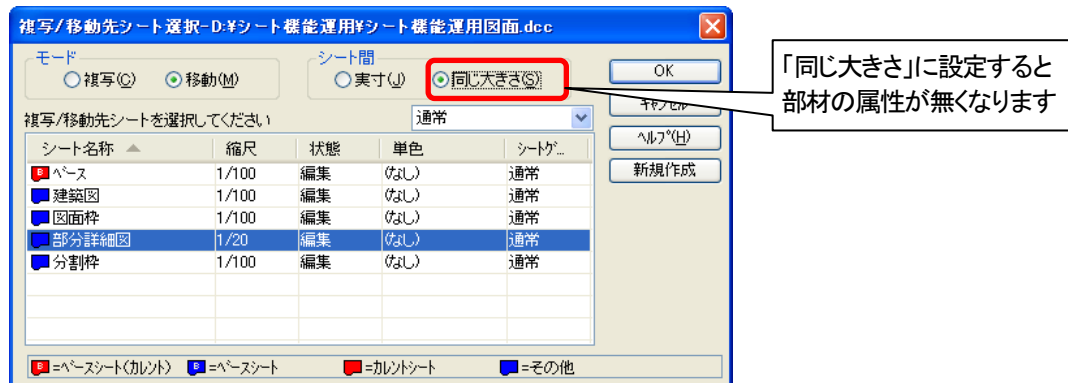 複写/移動先シート選択-D:¥シート機能運用¥シート機能運用図面.dcc
モード
複写(C) 移動(M)
シート間
実寸(J) 同じ大きさ(S)
OK
キャンセル
ヘルプ(H)
新規作成
「同じ大きさ」に設定すると
部材の属性が無くなります
複写/移動先シートを選択してください 通常
シート名称 縮尺 状態 単色 シートグ...
B ベース 1/100 編集 (なし) 通常
建築図 1/100 編集 (なし) 通常
図面枠 1/100 編集 (なし) 通常
部分詳細図 1/20 編集 (なし) 通常
分割枠 1/100 編集 (なし) 通常
B =ベースシート(カレント) B =ベースシート =カレントシート =その他